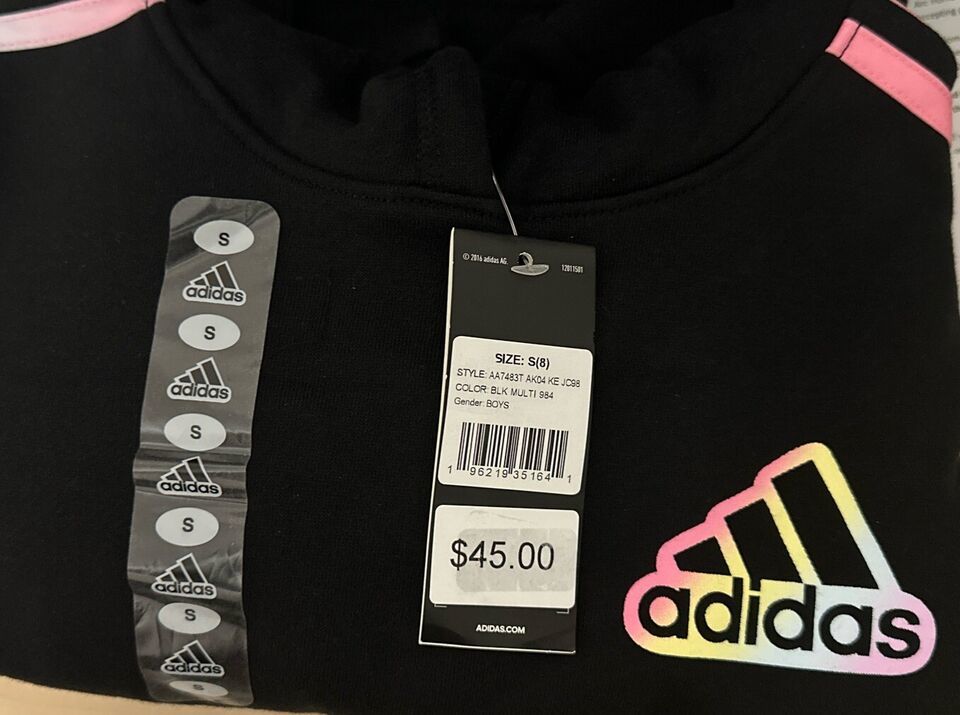 S
adidas
S
adidas
S
adidas
S
adidas
S
adidas
S
© 2016 adidas AG.
12011501
SIZE: S(8)
STYLE: AA7483T AK04 KE JC98
COLOR: BLK MULTI 984
Gender: BOYS
1 96219 35164 1
$45.00
ADIDAS.COM
adidas